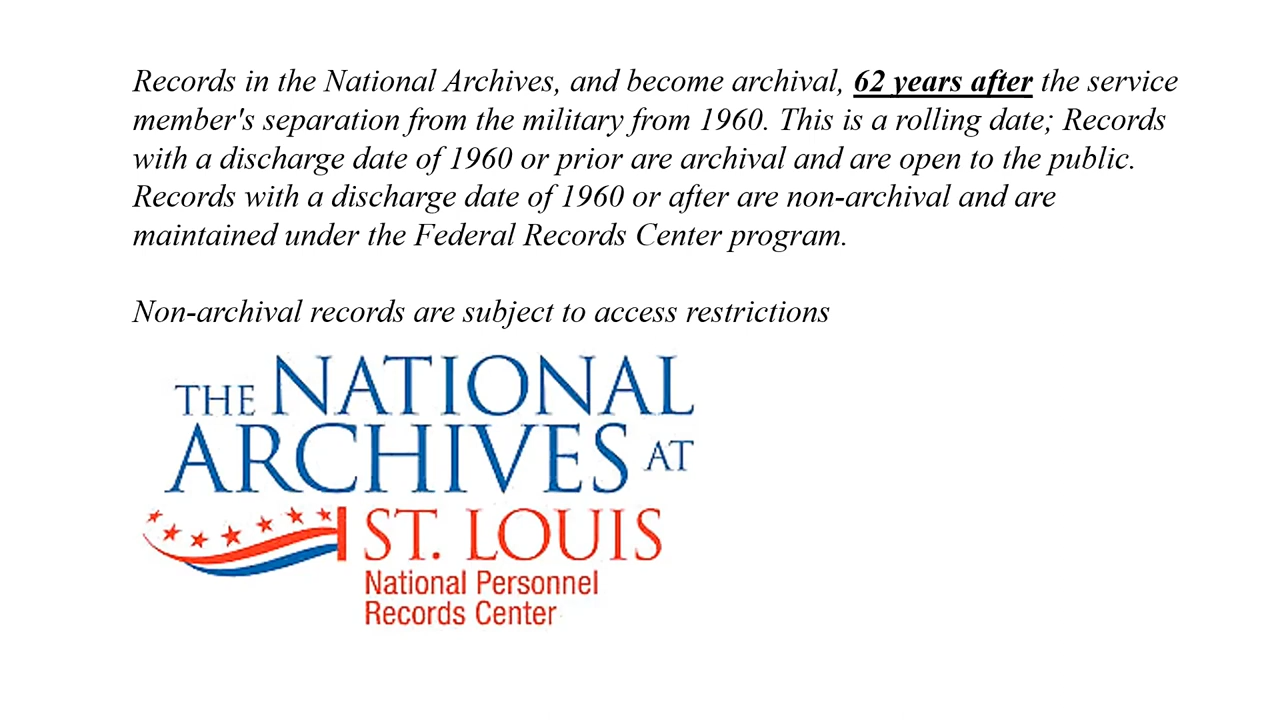 Records in the National Archives, and become archival, 62 years after the service
member's separation from the military from 1960. This is a rolling date; Records
with a discharge date of 1960 or prior are archival and are open to the public.
Records with a discharge date of 1960 or after are non-archival and are
maintained under the Federal Records Center program.
Non-archival records are subject to access restrictions
THE NATIONAL
ARCHIVES AT
ST. LOUIS
National Personnel
Records Center